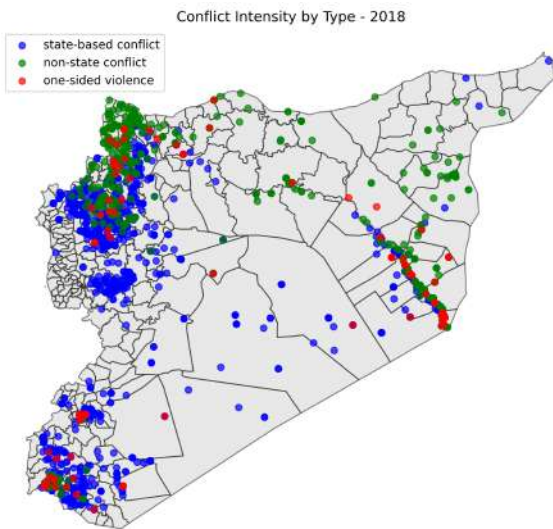 Conflict Intensity by Type - 2018
state-based conflict
non-state conflict
one-sided violence